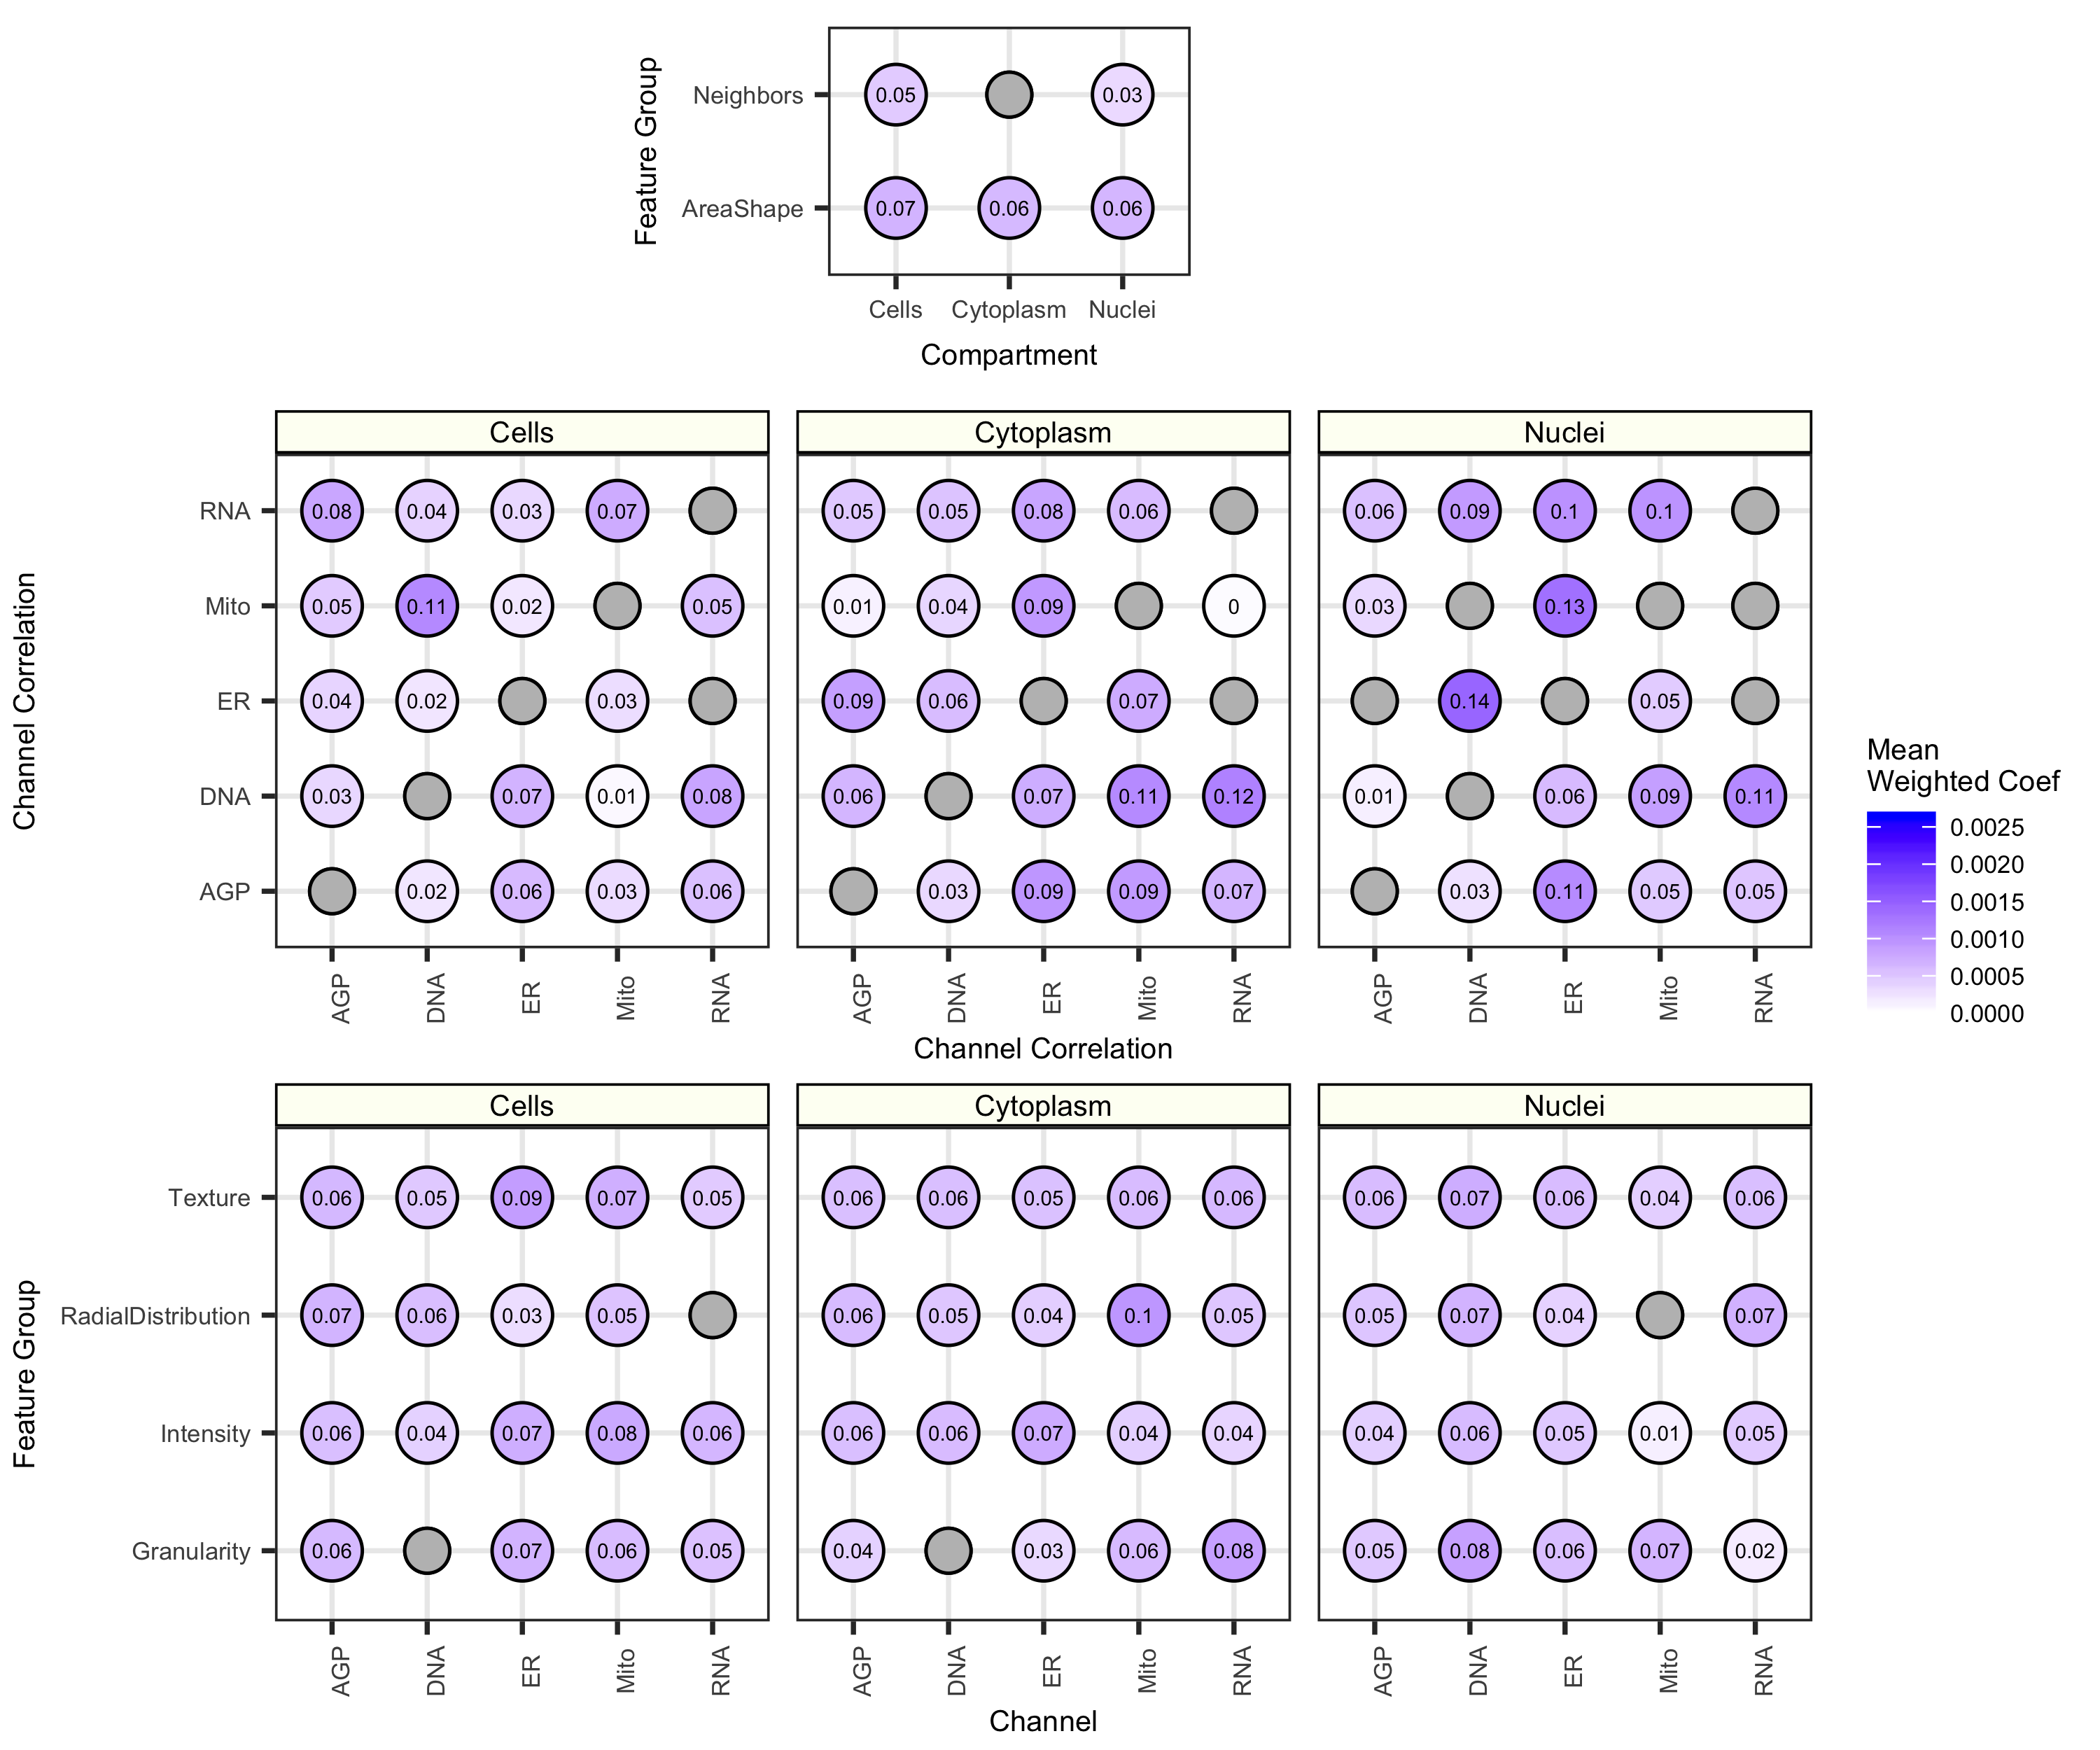 Feature Group
Neighbors 0.05 0.03
AreaShape 0.07 0.06 0.06
Cells Cytoplasm Nuclei
Compartment
Cells Cytoplasm Nuclei
Channel Correlation
RNA 0.08 0.04 0.03 0.07 0.05 0.05 0.08 0.06 0.06 0.09 0.1 0.1
Mito 0.05 0.11 0.02 0.05 0.01 0.04 0.09 0 0.03 0.13
ER 0.04 0.02 0.03 0.09 0.06 0.07 0.14 0.05
DNA 0.03 0.07 0.01 0.08 0.06 0.07 0.11 0.12 0.01 0.06 0.09 0.11
AGP 0.02 0.06 0.03 0.06 0.03 0.09 0.09 0.07 0.03 0.11 0.05 0.05
AGP DNA ER Mito RNA AGP DNA ER Mito RNA AGP DNA ER Mito RNA
Channel Correlation
Mean
Weighted Coef
0.0025
0.0020
0.0015
0.0010
0.0005
0.0000
Cells Cytoplasm Nuclei
Feature Group
Texture 0.06 0.05 0.09 0.07 0.05 0.06 0.06 0.05 0.06 0.06 0.06 0.07 0.06 0.04 0.06
RadialDistribution 0.07 0.06 0.03 0.05 0.06 0.05 0.04 0.1 0.05 0.05 0.07 0.04 0.07
Intensity 0.06 0.04 0.07 0.08 0.06 0.06 0.06 0.07 0.04 0.04 0.04 0.06 0.05 0.01 0.05
Granularity 0.06 0.07 0.06 0.05 0.04 0.03 0.06 0.08 0.05 0.08 0.06 0.07 0.02
AGP DNA ER Mito RNA AGP DNA ER Mito RNA AGP DNA ER Mito RNA
Channel